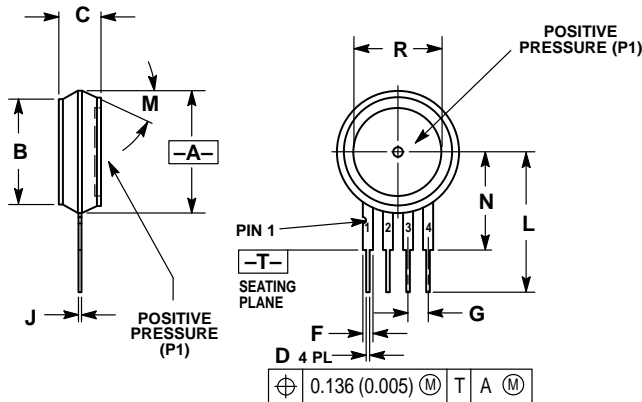 C
R
POSITIVE
PRESSURE (P1)
M
B
–A–
N
L
PIN 1
1 2 3 4
–T–
SEATING
PLANE
J
POSITIVE
PRESSURE
(P1)
F
G
D 4 PL
0.136 (0.005) Ⓜ T A Ⓜ